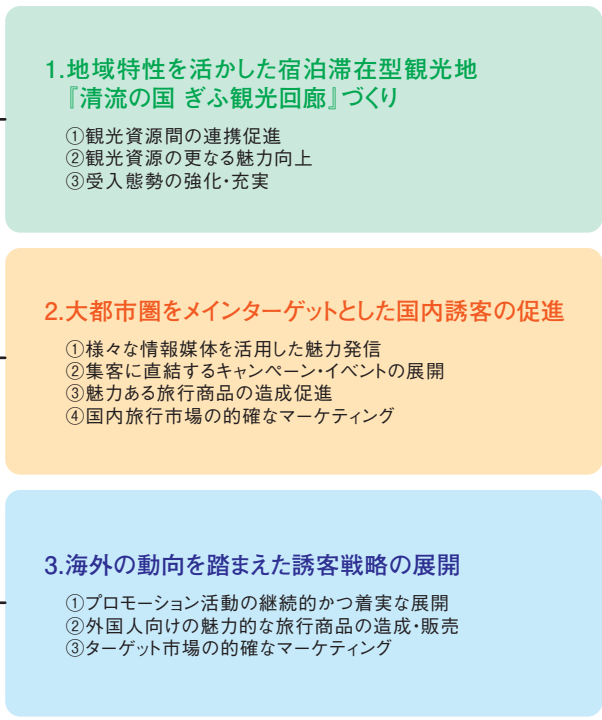 1.地域特性を活かした宿泊滞在型観光地
『清流の国 ぎふ観光回廊』づくり
①観光資源間の連携促進
②観光資源の更なる魅力向上
③受入態勢の強化・充実
2.大都市圏をメインターゲットとした国内誘客の促進
①様々な情報媒体を活用した魅力発信
②集客に直結するキャンペーン・イベントの展開
③魅力ある旅行商品の造成促進
④国内旅行市場の的確なマーケティング
3.海外の動向を踏まえた誘客戦略の展開
①プロモーション活動の継続的かつ着実な展開
②外国人向けの魅力的な旅行商品の造成・販売
③ターゲット市場の的確なマーケティング